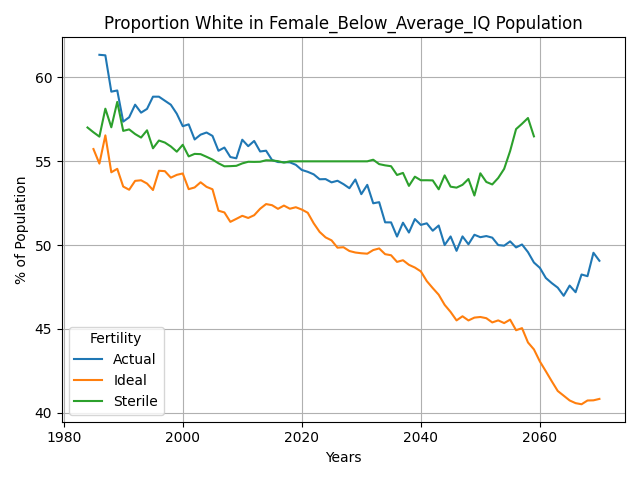 Proportion White in Female_Below_Average_IQ Population
% of Population
60
55
50
45
40
Fertility
Actual
Ideal
Sterile
1980
2000
2020
2040
2060
Years